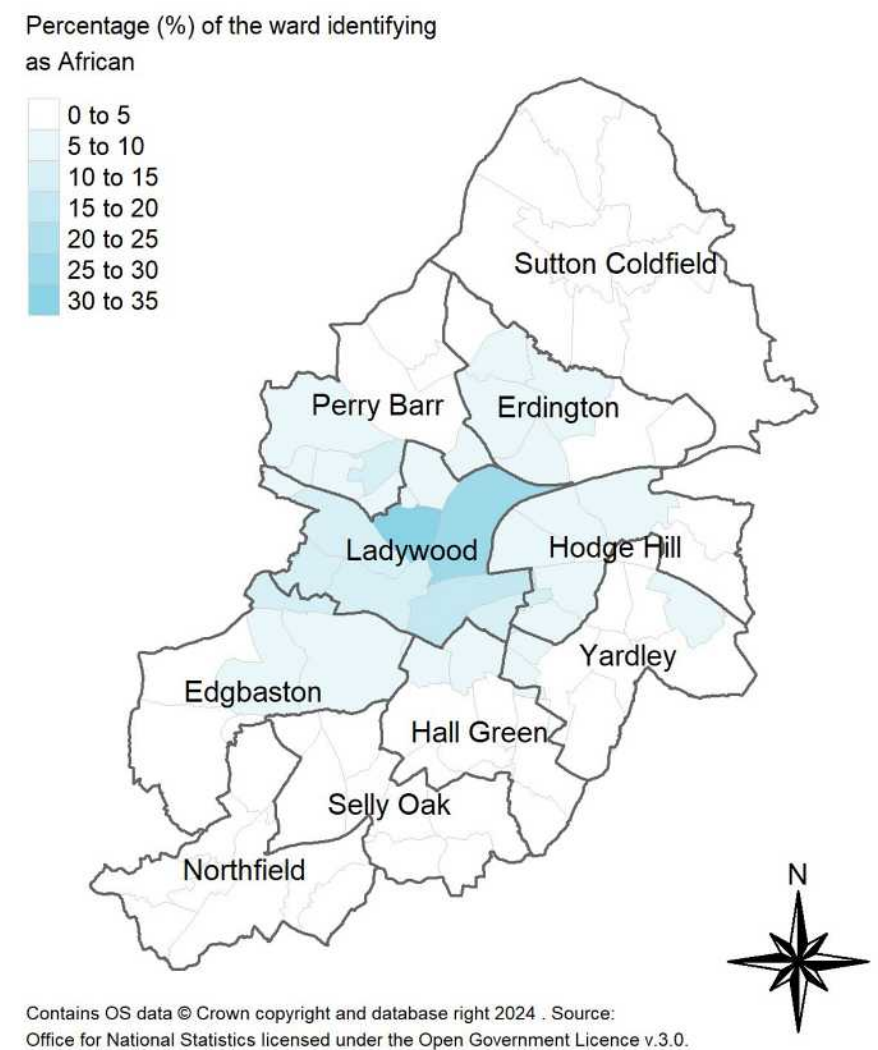 Percentage (%) of the ward identifying
as African
0 to 5
5 to 10
10 to 15
15 to 20
20 to 25
25 to 30
30 to 35
Sutton Coldfield
Perry Barr
Erdington
Ladywood
Hodge Hill
Yardley
Edgbaston
Hall Green
Selly Oak
Northfield
N
Contains OS data © Crown copyright and database right 2024 . Source:
Office for National Statistics licensed under the Open Government Licence v.3.0.